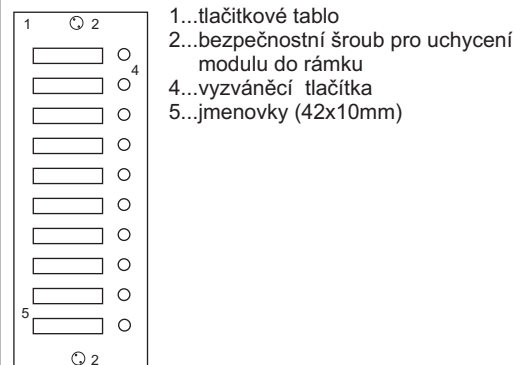 1 2
4
5
2
1...tlačitkové tablo
2...bezpečnostní šroub pro uchycení
modulu do rámku
4...vyzváněcí tlačítka
5...jmenovky (42x10mm)